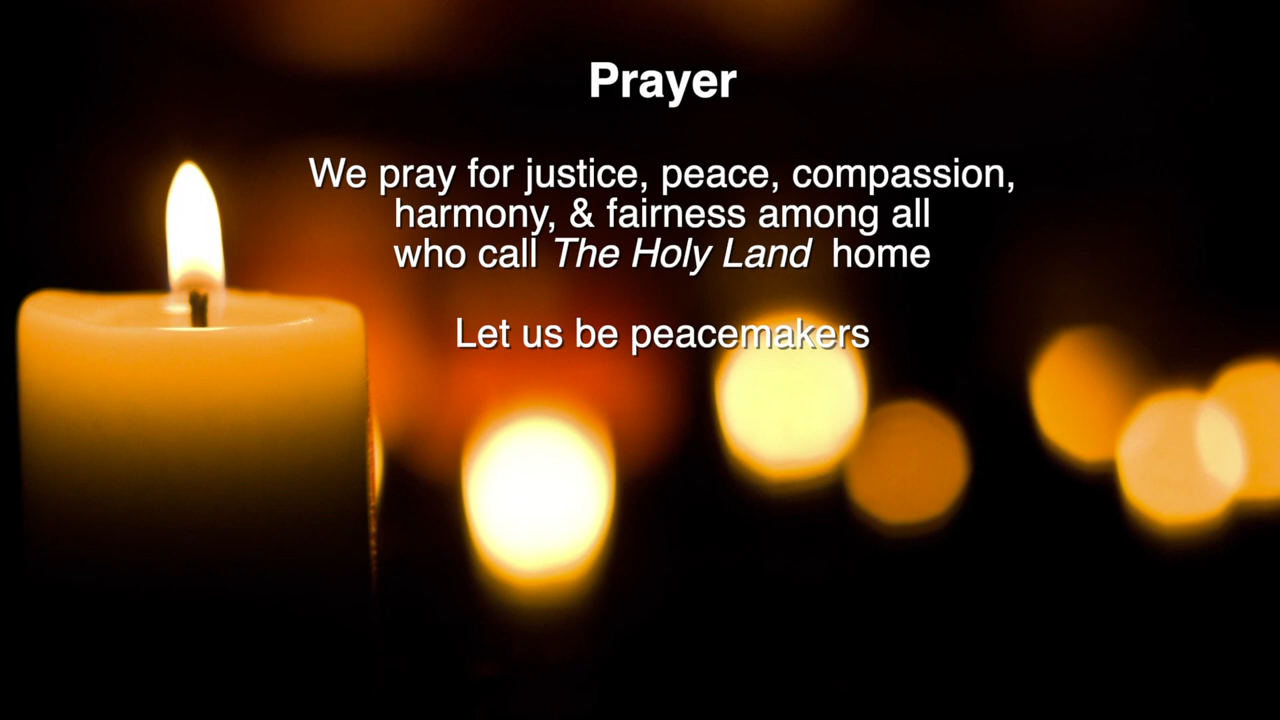 Prayer
We pray for justice, peace, compassion,
harmony, & fairness among all
who call The Holy Land home
Let us be peacemakers